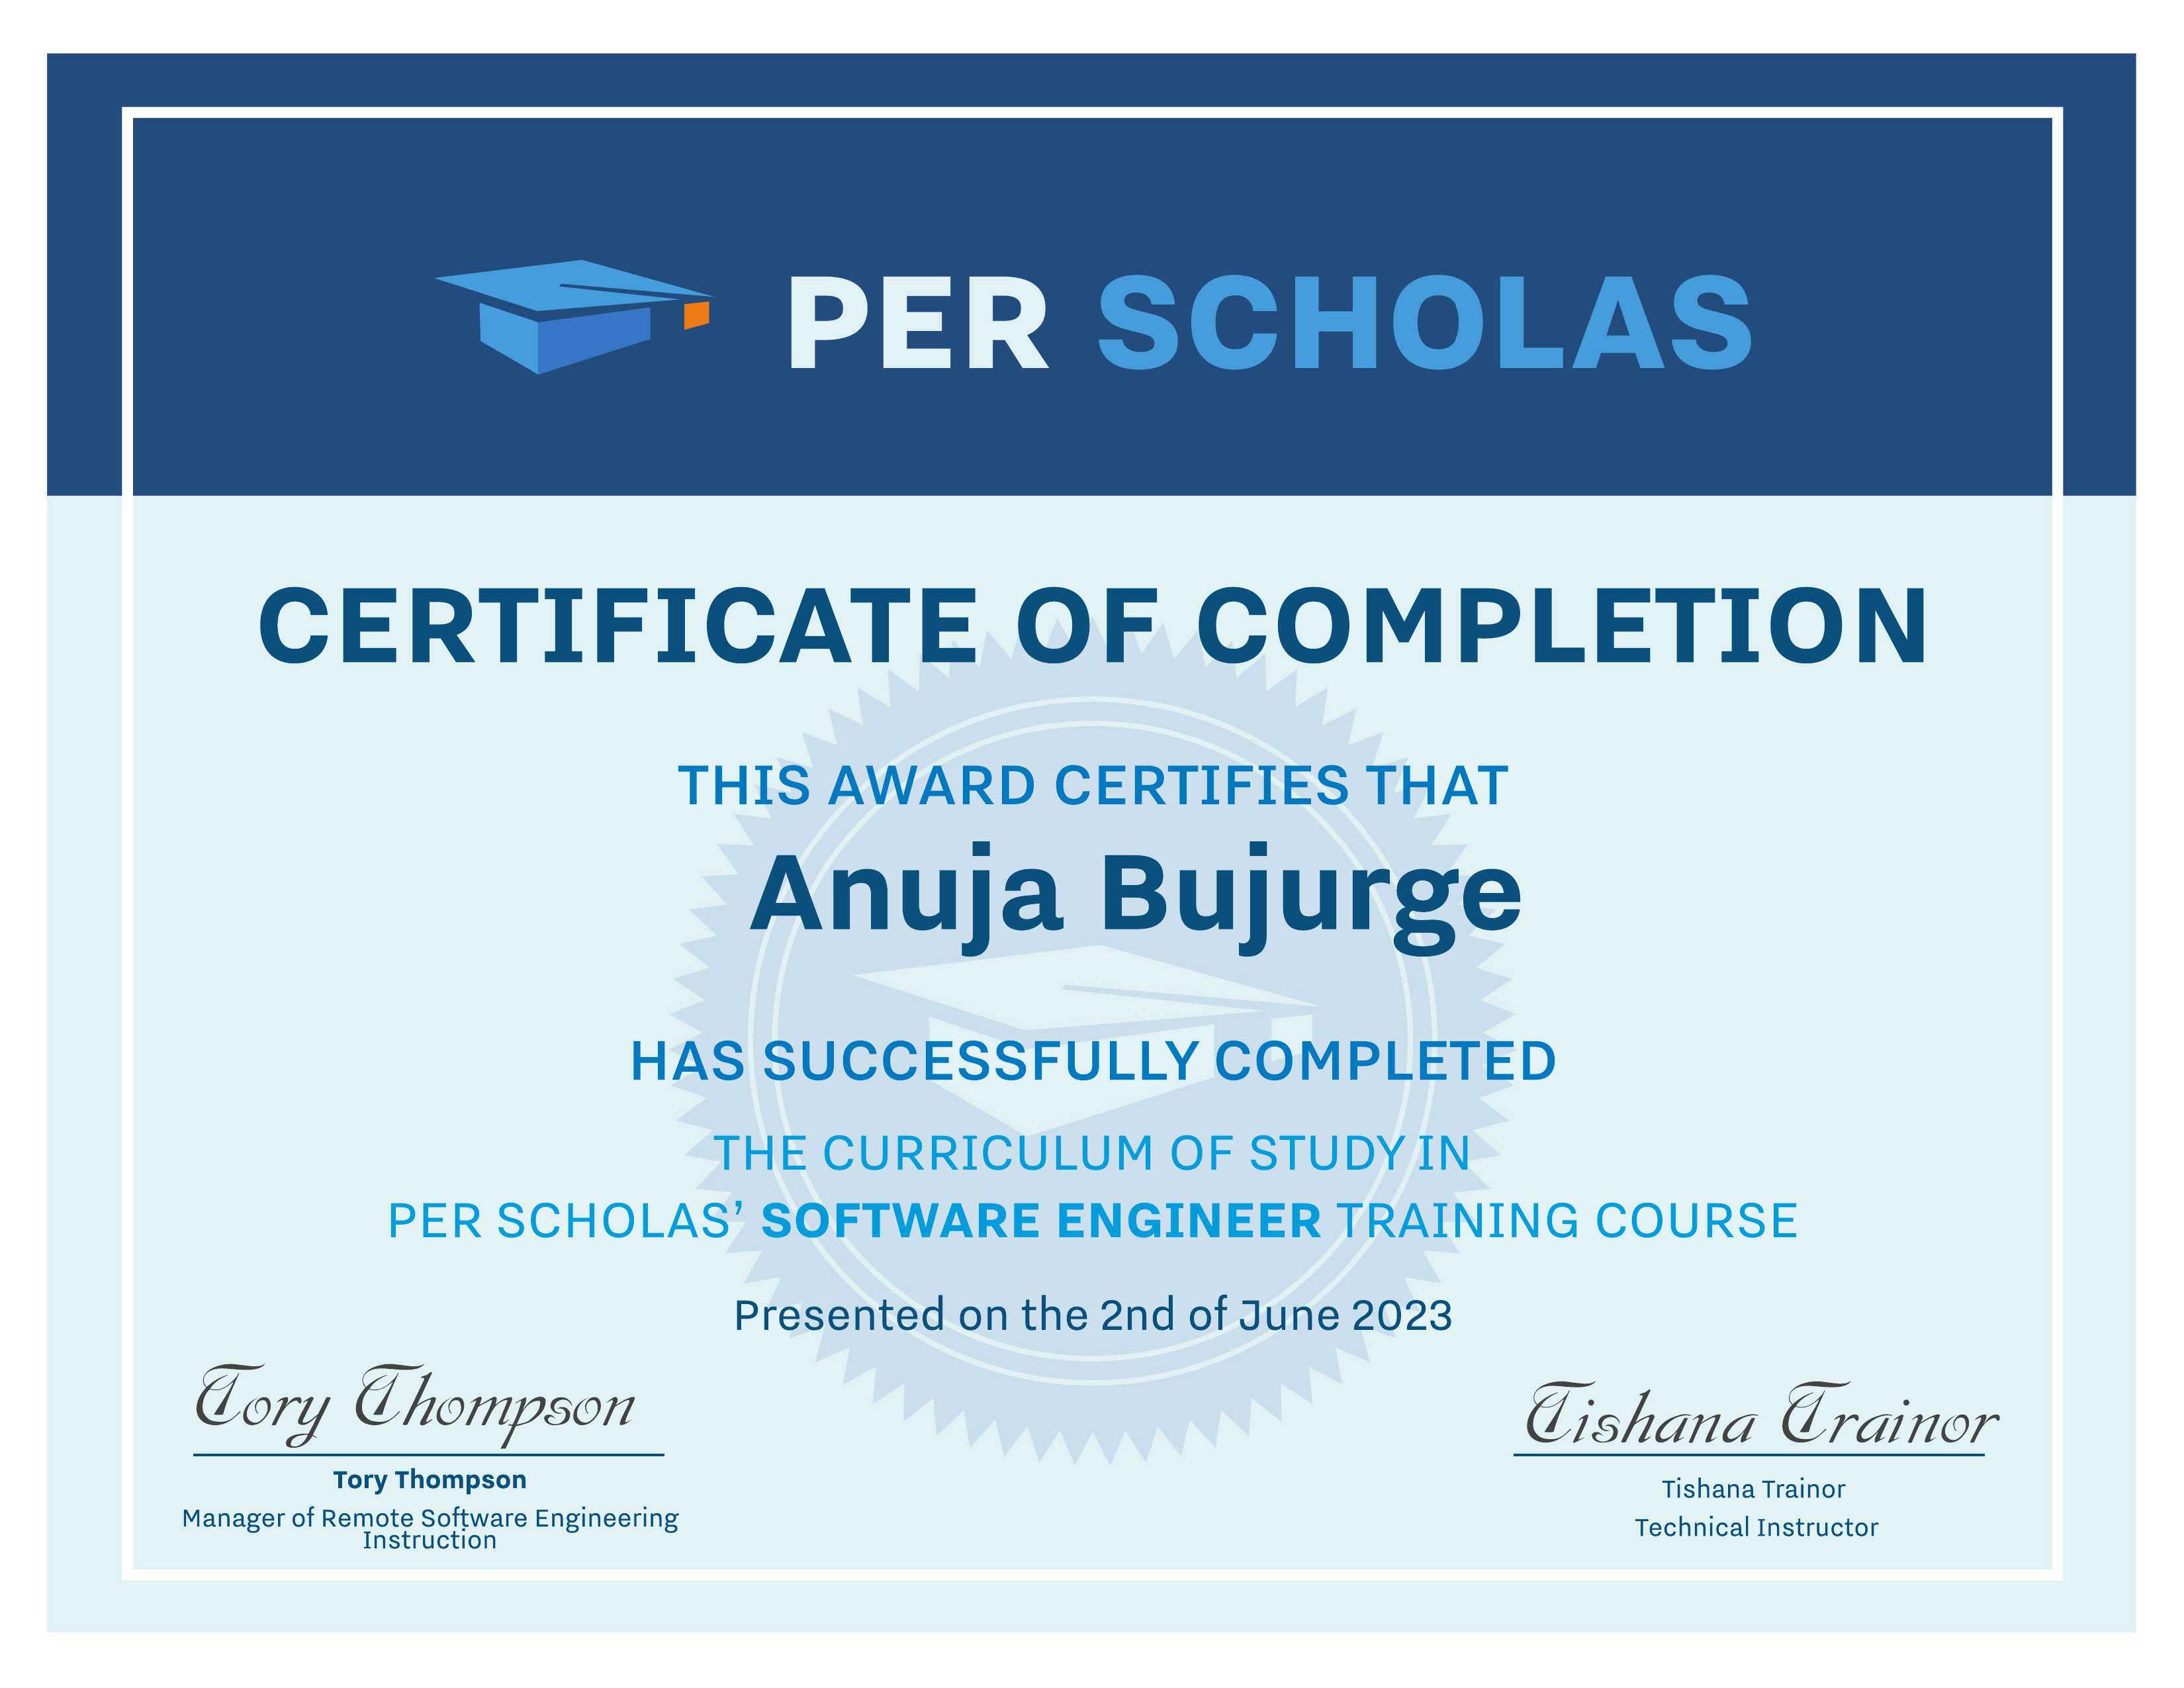 PER SCHOLAS
CERTIFICATE OF COMPLETION
THIS AWARD CERTIFIES THAT
Anuja Bujurge
HAS SUCCESSFULLY COMPLETED
THE CURRICULUM OF STUDY IN
PER SCHOLAS’ SOFTWARE ENGINEER TRAINING COURSE
Presented on the 2nd of June 2023
Tory Thompson
Tory Thompson
Manager of Remote Software Engineering
Instruction
Tishana Trainor
Tishana Trainor
Technical Instructor